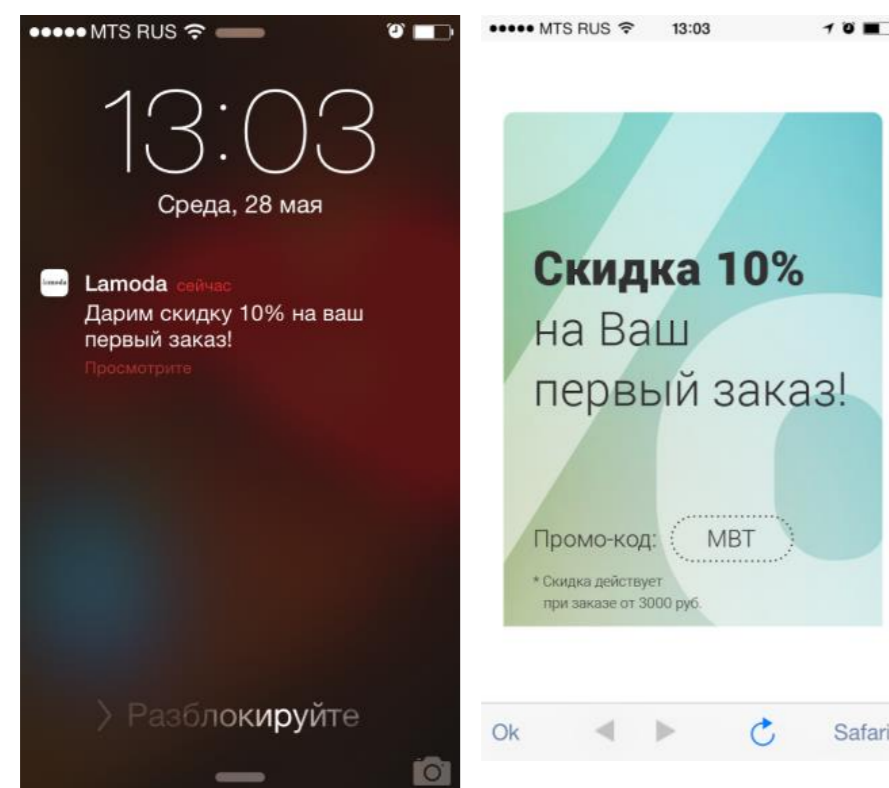 MTS RUS
13:03
Среда, 28 мая
lamoda
Lamoda сейчас
Дарим скидку 10% на ваш
первый заказ!
Просмотрите
Разблокируйте
MTS RUS 13:03
Скидка 10%
на Ваш
первый заказ!
Промо-код: МВТ
* Скидка действует
при заказе от 3000 руб.
Ok Safari